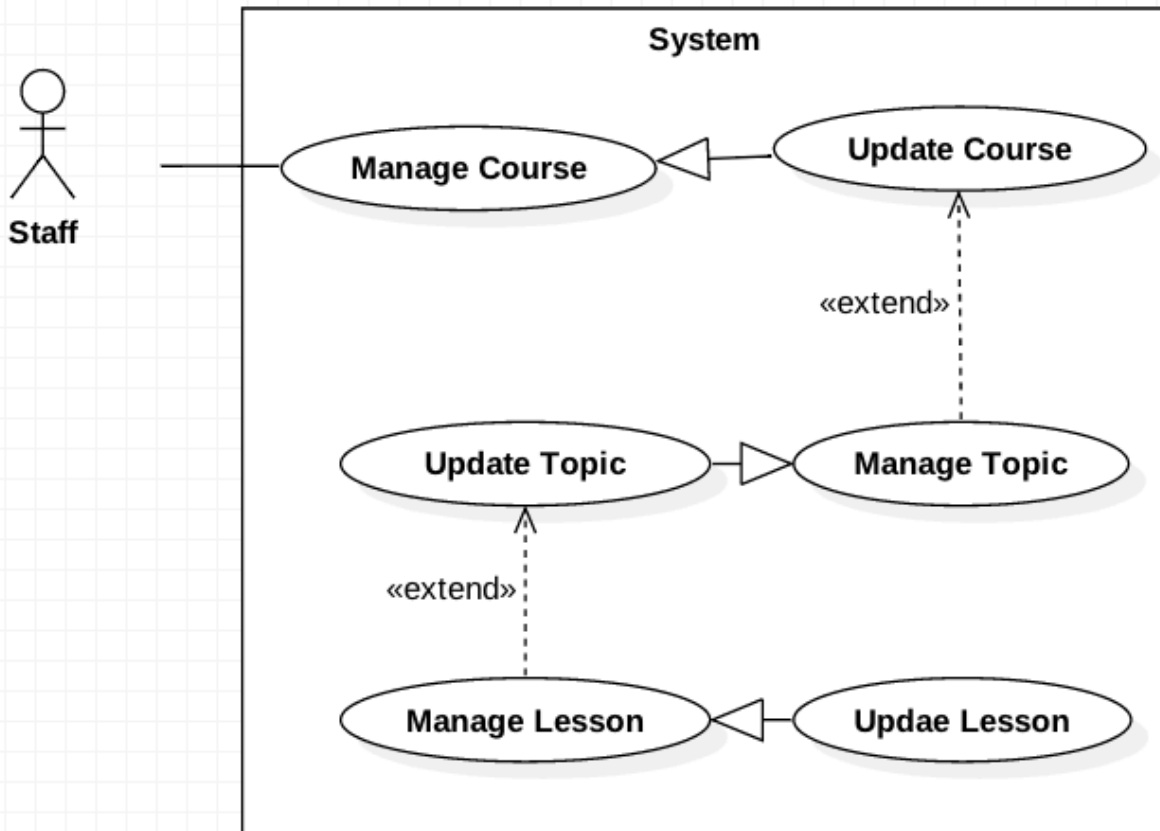 System
Staff
Manage Course
Update Course
«extend»
Update Topic
Manage Topic
«extend»
Manage Lesson
Updae Lesson